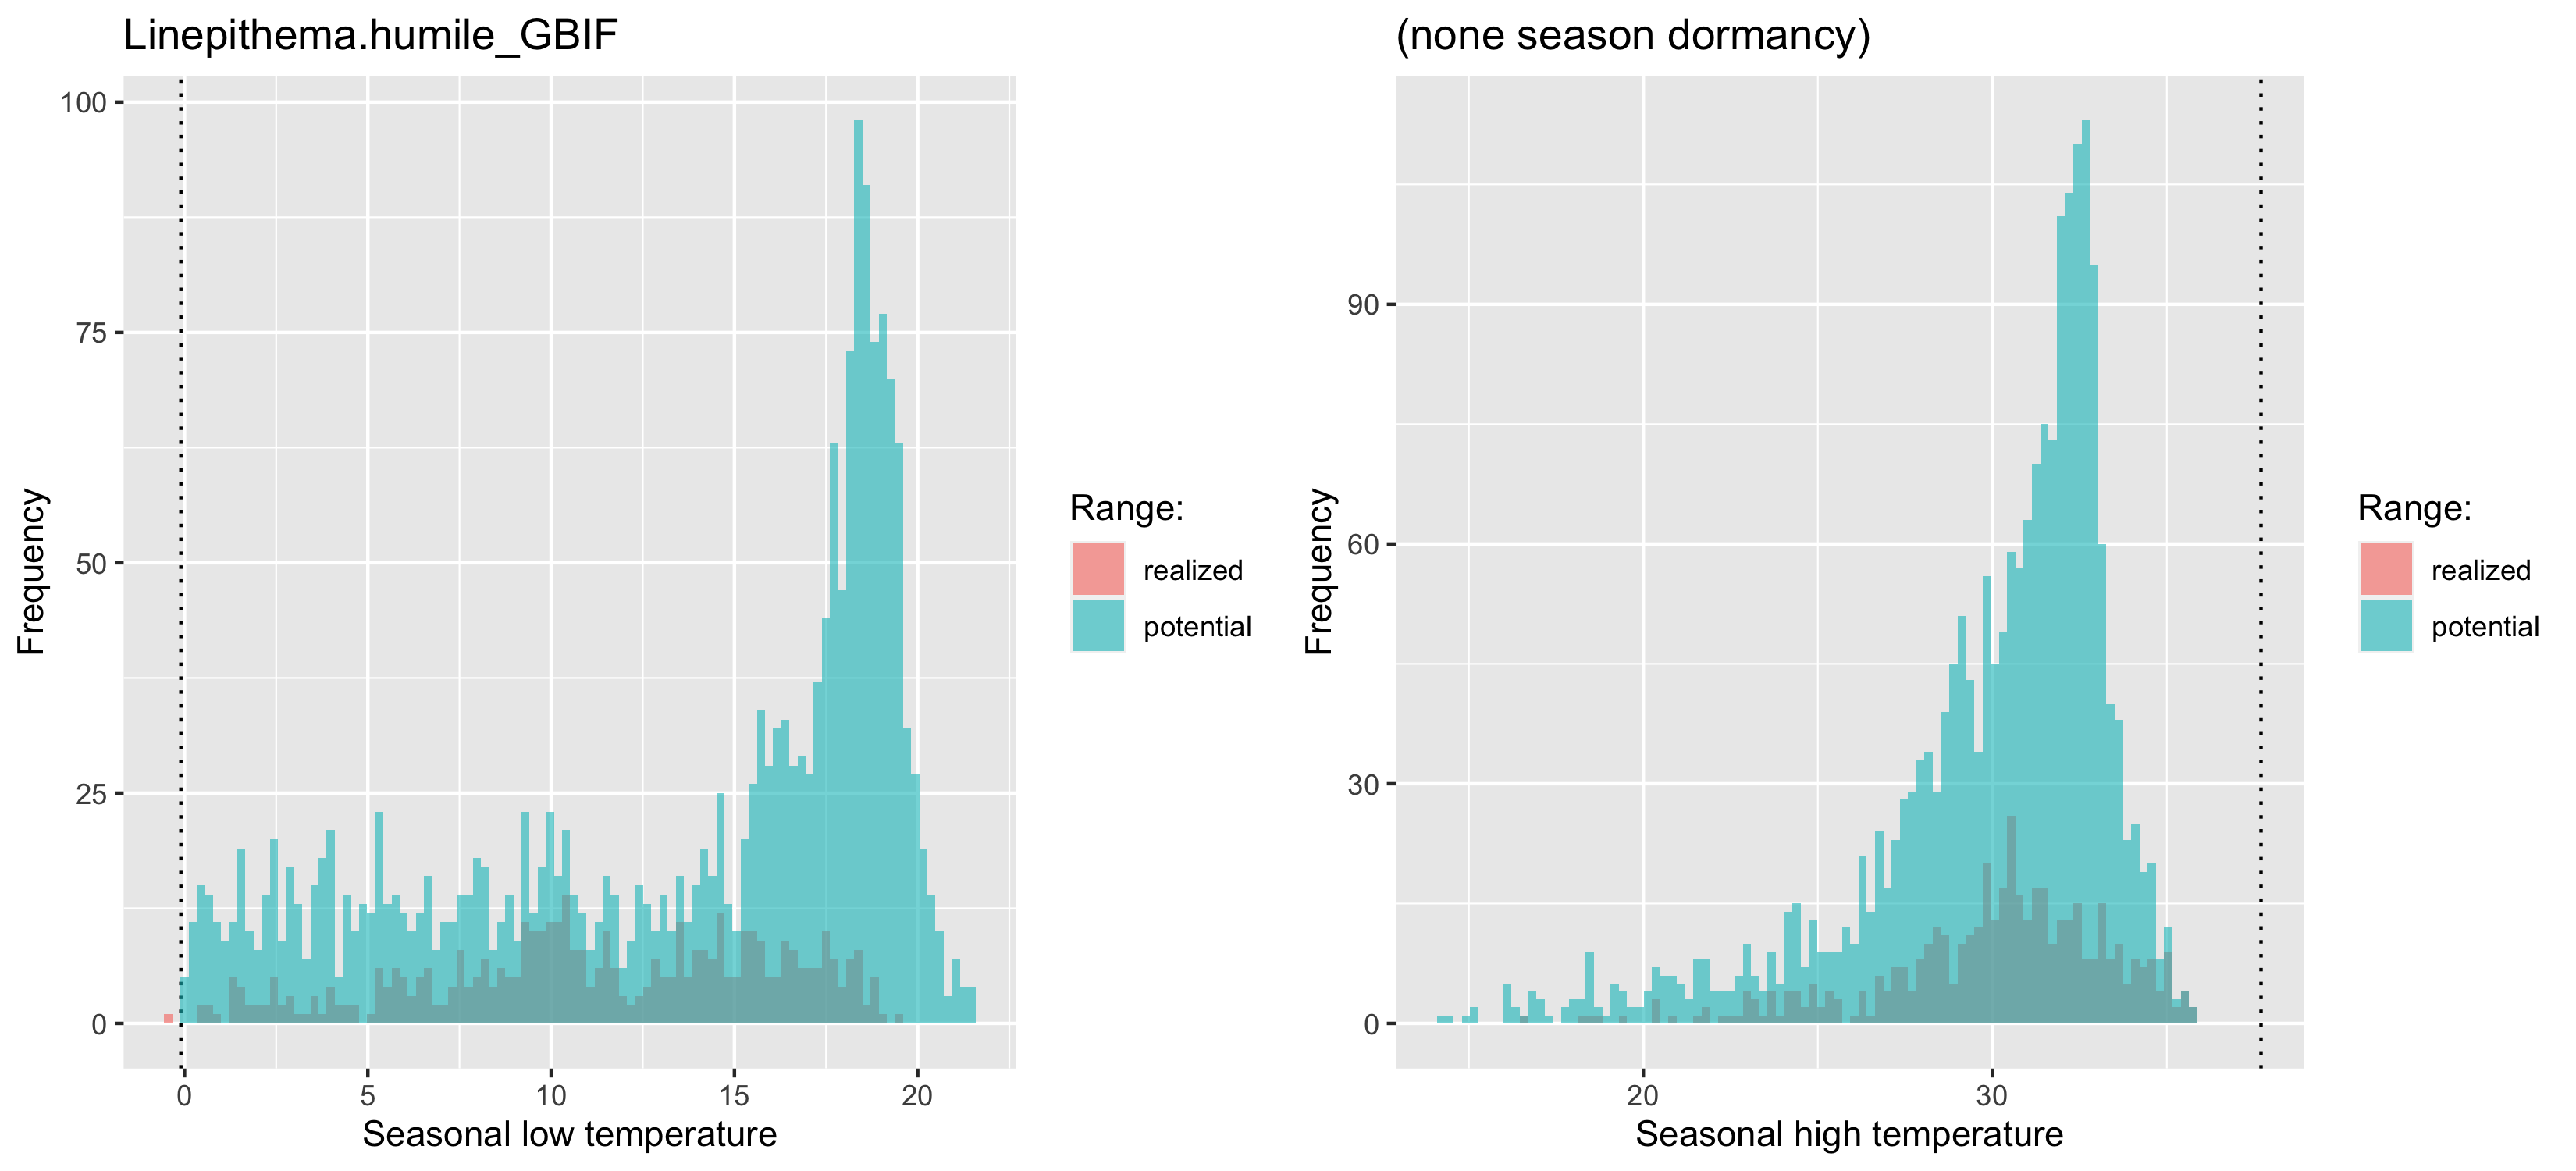 Linepithema.humile_GBIF
100
75
50
25
0
Frequency
0 5 10 15 20
Seasonal low temperature
Range:
realized
potential
(none season dormancy)
90
60
30
0
Frequency
20 30
Seasonal high temperature
Range:
realized
potential